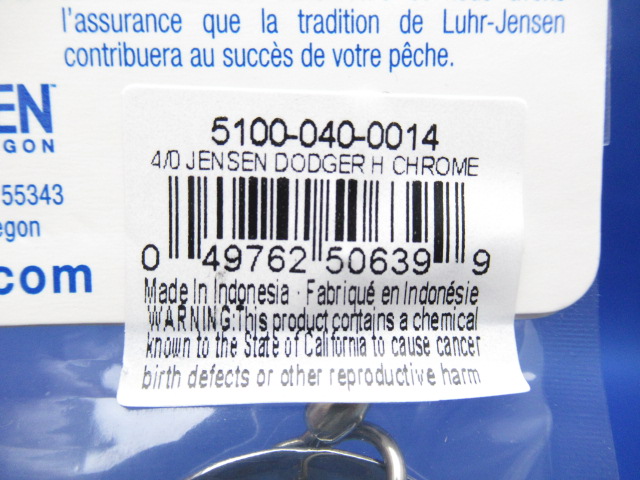 l'assurance que la tradition de Luhr-Jensen
contribuera au succès de votre pêche.
EN
EGON
5100-040-0014
4/0 JENSEN DODGER H CHROME
55343
egon
.com
0 49762 50639 9
Made In Indonesia · Fabriqué en Indonésie
WARNING:This product contains a chemical
known to the State of California to cause cancer
birth defects or other reproductive harm